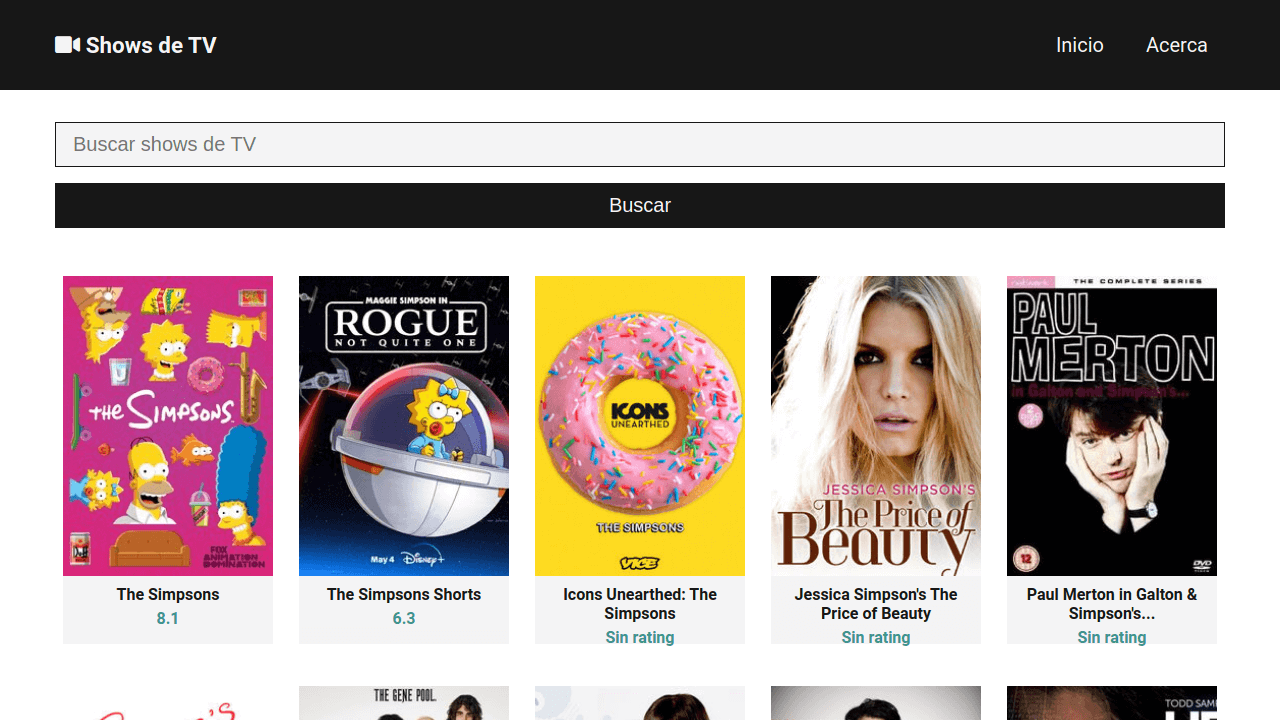 Shows de TV
Inicio
Acerca
Buscar shows de TV
Buscar
THE SIMPSONS
FOX
ANIMATION
DOMINATION
MAGGIE SIMPSON IN
ROGUE
NOT QUITE ONE
May 4 Disney+
ICONS
UNEARTHED
THE SIMPSONS
VICE
JESSICA SIMPSON'S
The Price of
Beauty
THE COMPLETE SERIES
PAUL
MERTON
in Galton and Simpson's...
12
DVD
The Simpsons
8.1
The Simpsons Shorts
6.3
Icons Unearthed: The
Simpsons
Sin rating
Jessica Simpson's The
Price of Beauty
Sin rating
Paul Merton in Galton &
Simpson's...
Sin rating
THE GENE POOL.